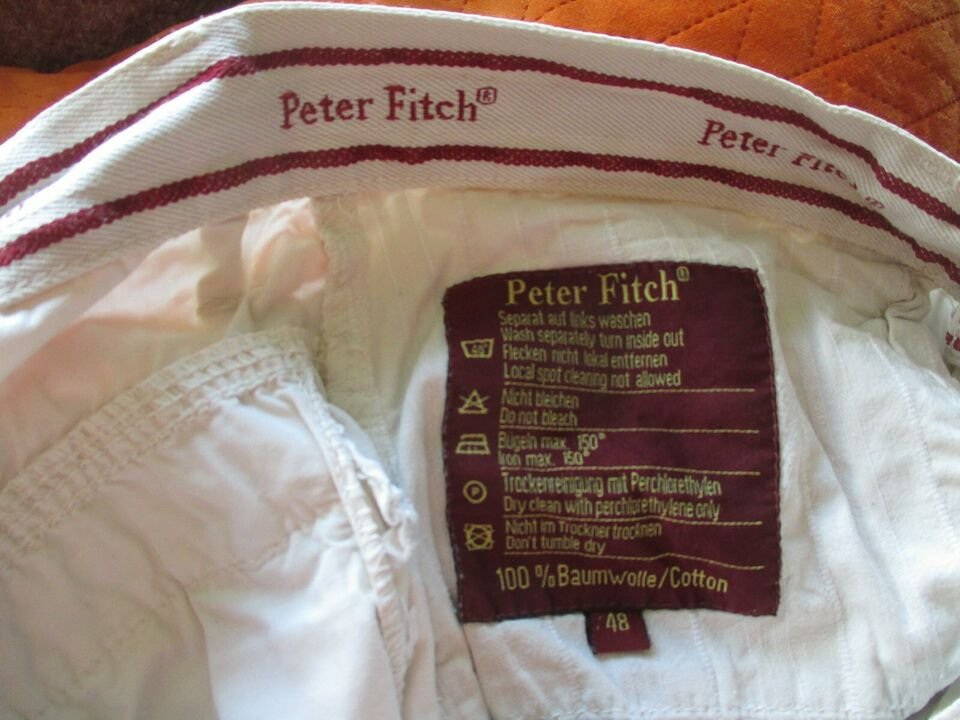 Peter Fitch®
Peter Fitch®
Peter Fitch®
Separat auf links waschen
Wash separately turn inside out
40°
Flecken nicht lokal entfernen
Local spot cleaning not allowed
Nicht bleichen
Do not bleach
Bügeln max. 150°
Iron max. 150°
P
Trockenreinigung mit Perchlorethylen
Dry clean with perchlorethylene only
Nicht im Trockner trocknen
Don't tumble dry
100 % Baumwolle/Cotton
48